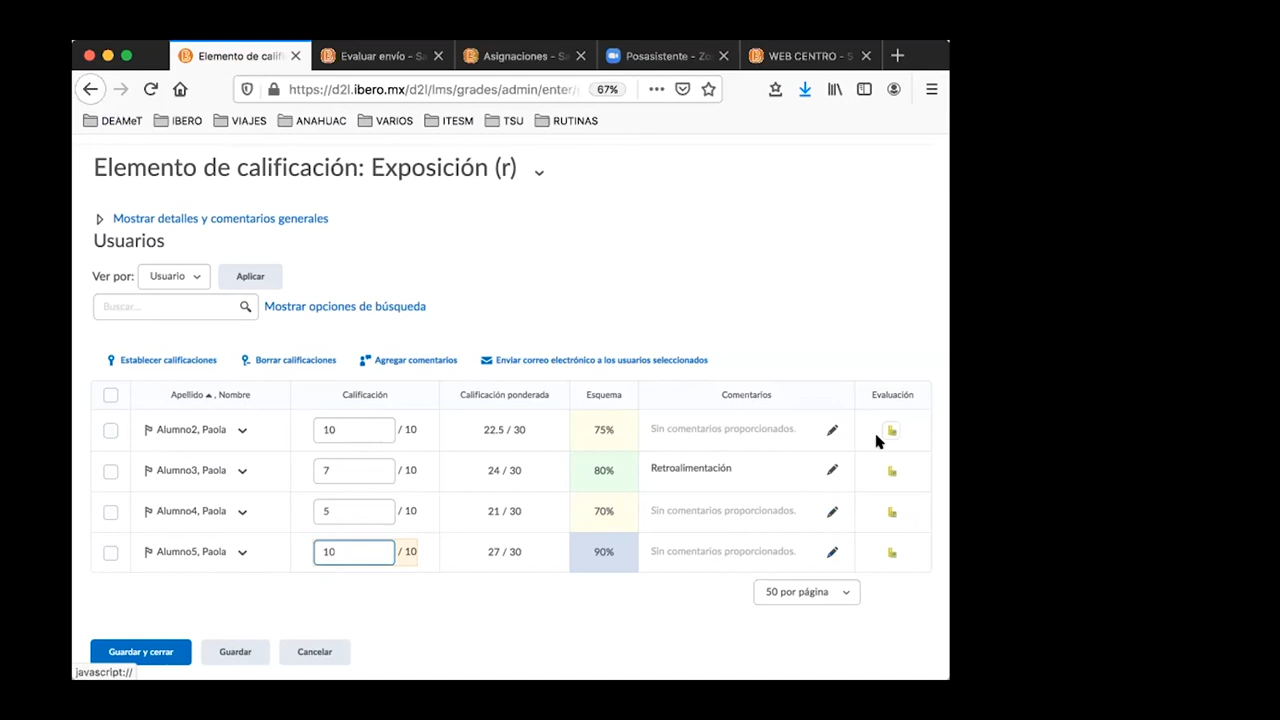 Elemento de calif
Evaluar envío - Sa
Asignaciones - Sa
Posasistente - Zo
WEB CENTRO - S
https://d2l.ibero.mx/d2l/lms/grades/admin/enter/
67%
DEAMeT
IBERO
VIAJES
ANAHUAC
VARIOS
ITESM
TSU
RUTINAS
Elemento de calificación: Exposición (r)
Mostrar detalles y comentarios generales
Usuarios
Ver por: Usuario Aplicar
Buscar... Mostrar opciones de búsqueda
Establecer calificaciones Borrar calificaciones Agregar comentarios Enviar correo electrónico a los usuarios seleccionados
Apellido, Nombre Calificación Calificación ponderada Esquema Comentarios Evaluación
Alumno2, Paola 10 / 10 22.5 / 30 75% Sin comentarios proporcionados.
Alumno3, Paola 7 / 10 24 / 30 80% Retroalimentación
Alumno4, Paola 5 / 10 21 / 30 70% Sin comentarios proporcionados.
Alumno5, Paola 10 / 10 27 / 30 90% Sin comentarios proporcionados.
50 por página
Guardar y cerrar Guardar Cancelar
javascript://